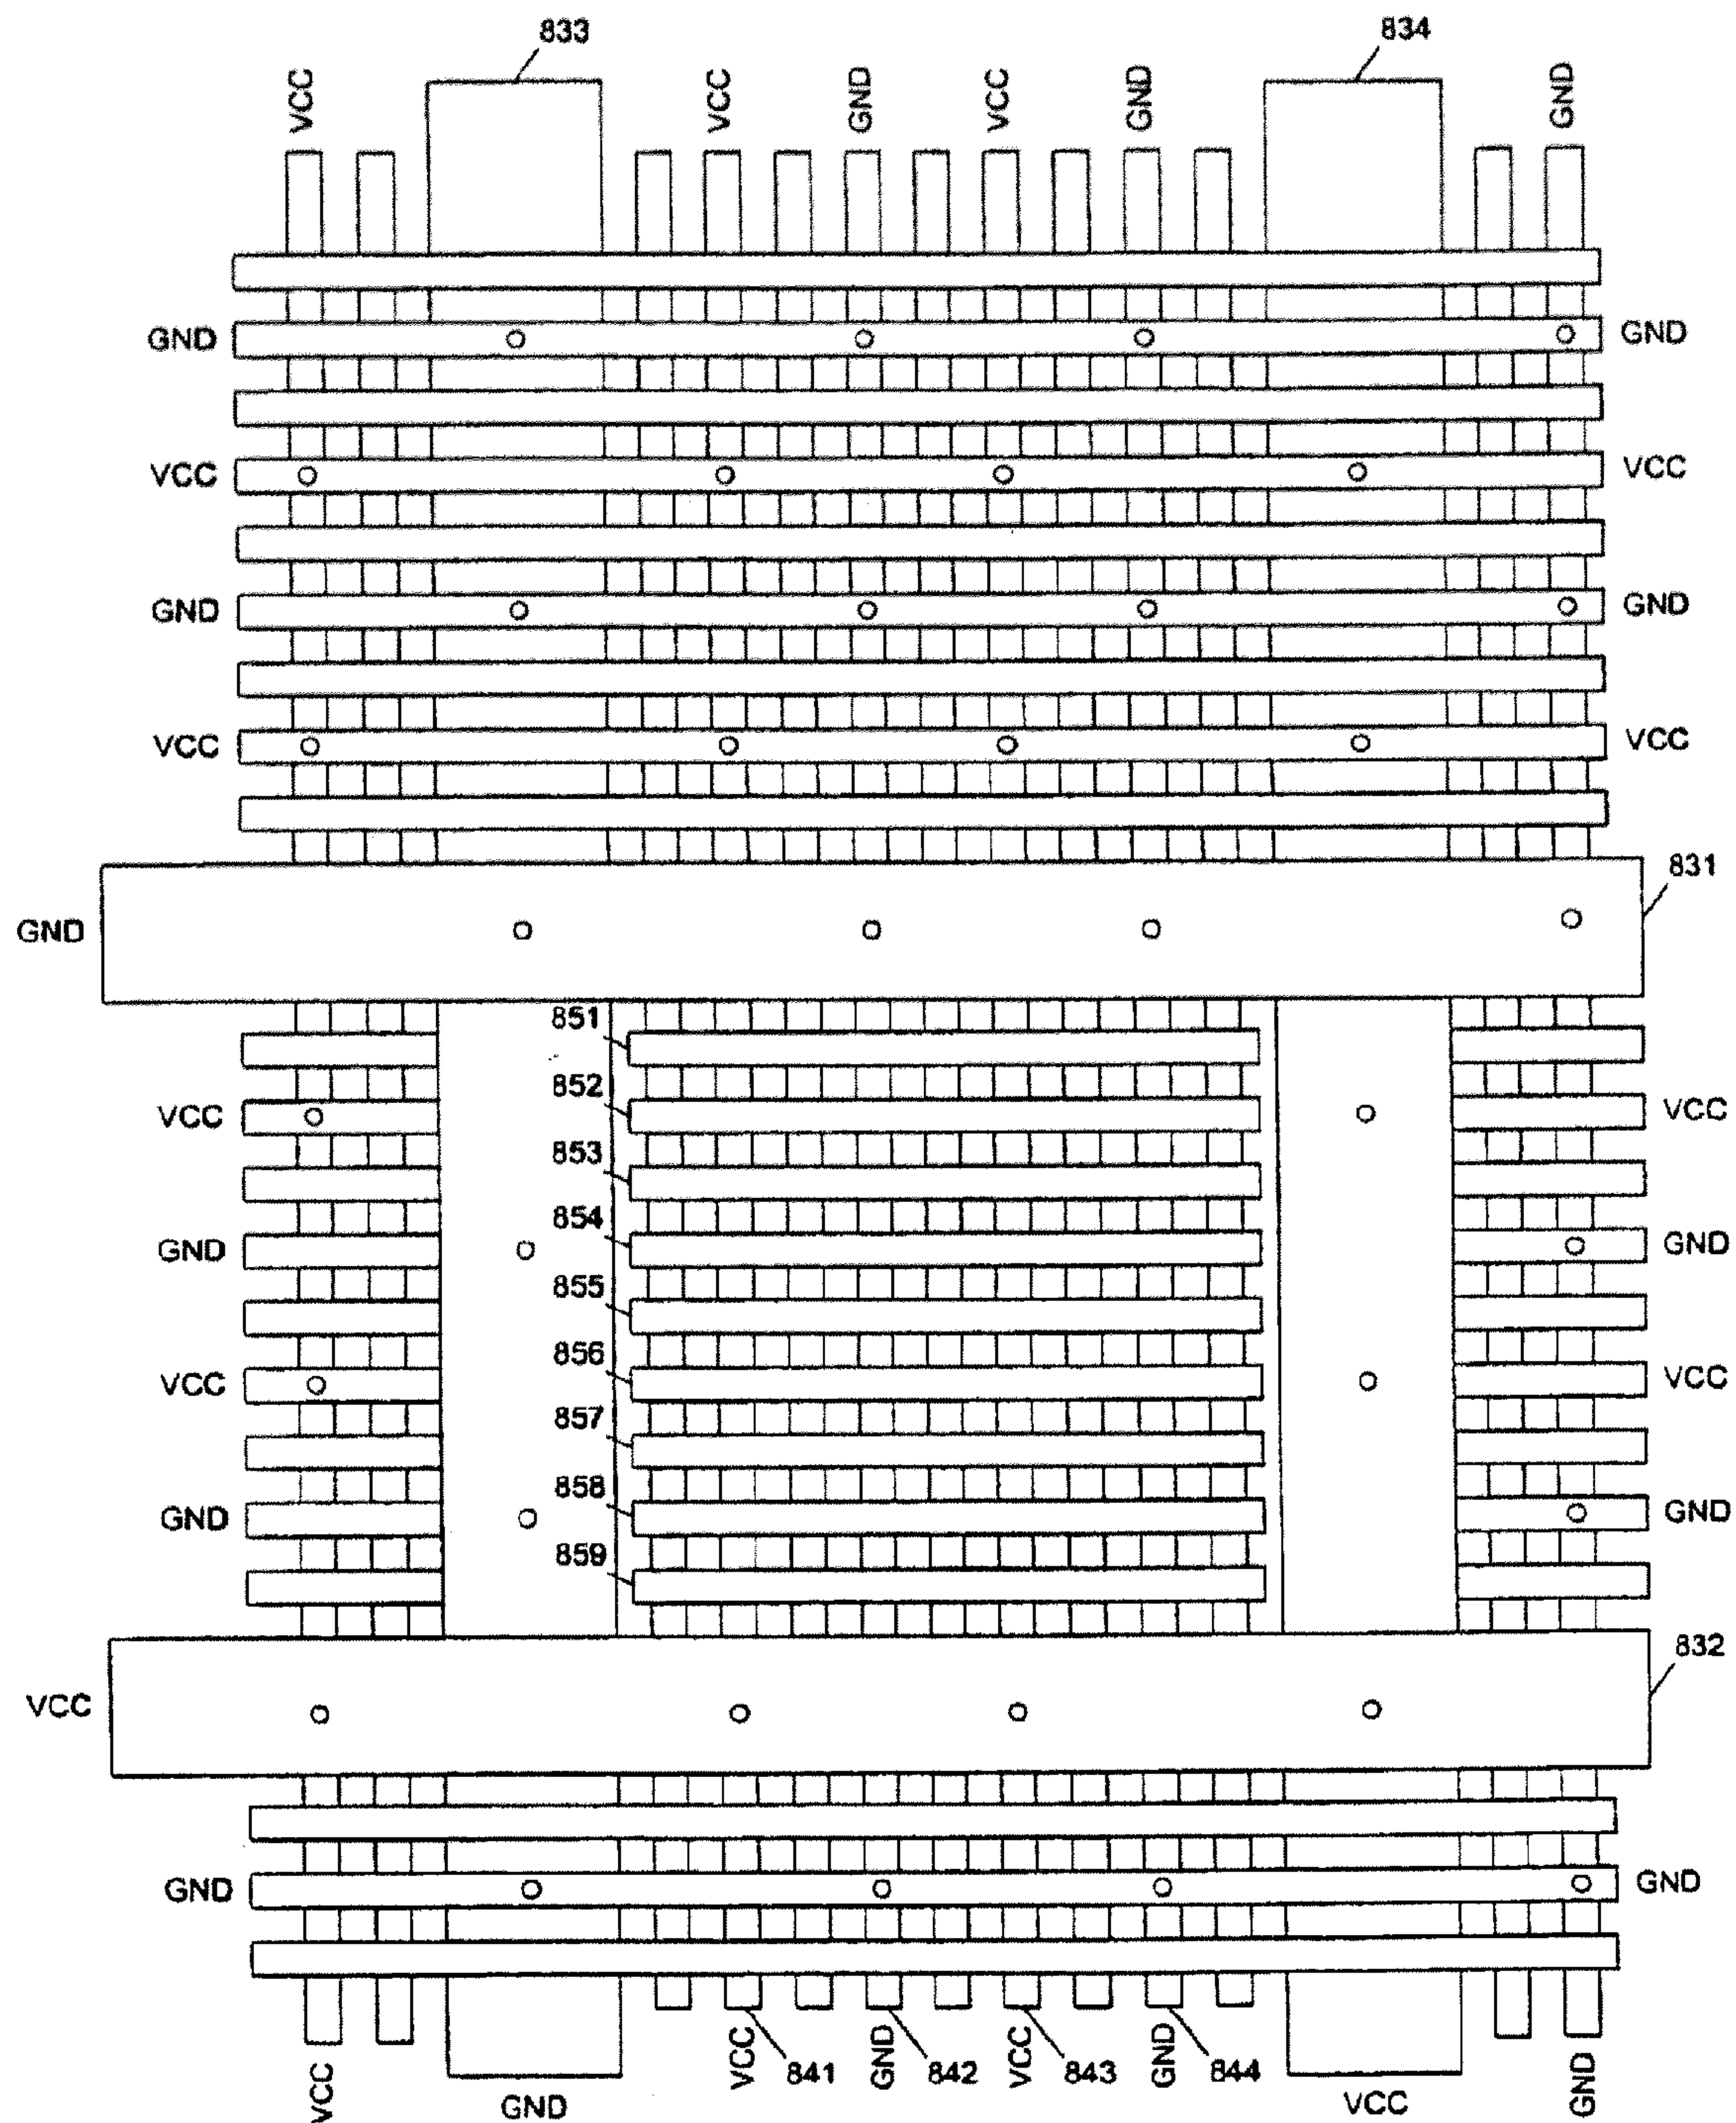 833
834
VCC
VCC
GND
VCC
GND
GND
GND
GND
VCC
VCC
GND
GND
VCC
VCC
831
GND
851
852
VCC
VCC
853
854
GND
GND
855
856
VCC
VCC
857
858
GND
GND
859
832
VCC
GND
GND
VCC
GND
VCC
841
GND
842
VCC
843
GND
844
VCC
GND